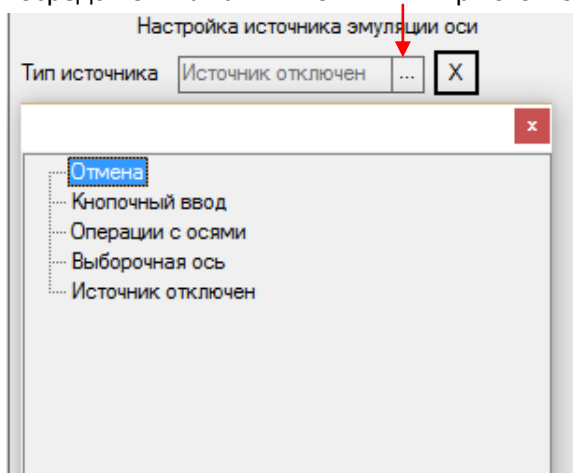 Настройка источника эмуляции оси
Тип источника Источник отключен ... X
x
Отмена
Кнопочный ввод
Операции с осями
Выборочная ось
Источник отключен